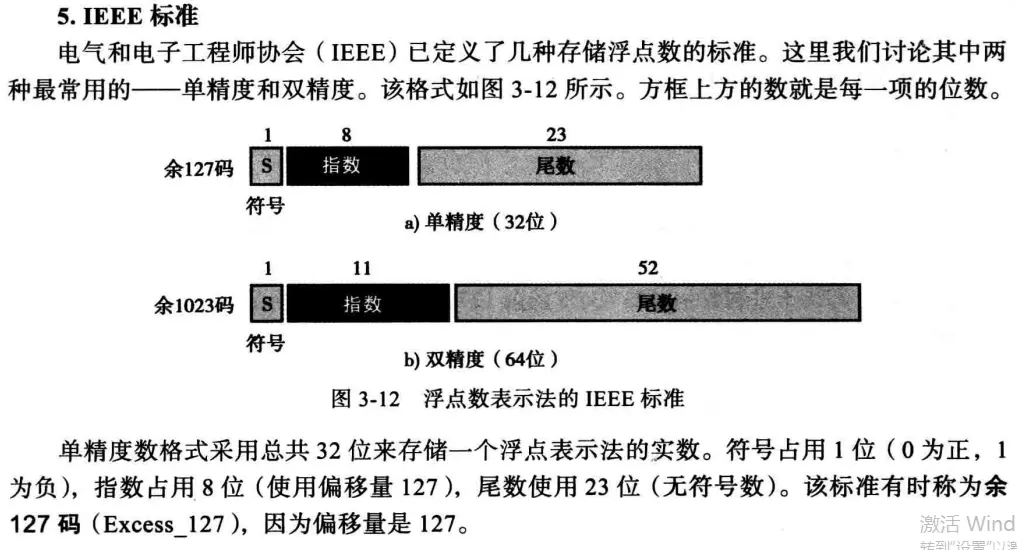 5. IEEE 标准
电气和电子工程师协会（IEEE）已定义了几种存储浮点数的标准。这里我们讨论其中两
种最常用的——单精度和双精度。该格式如图 3-12 所示。方框上方的数就是每一项的位数。
1 8 23
余127码 S 指数 尾数
符号
a) 单精度（32位）
1 11 52
余1023码 S 指数 尾数
符号
b) 双精度（64位）
图 3-12 浮点数表示法的 IEEE 标准
单精度数格式采用总共 32 位来存储一个浮点表示法的实数。符号占用 1 位（0 为正，1
为负），指数占用 8 位（使用偏移量 127），尾数使用 23 位（无符号数）。该标准有时称为余
127 码（Excess_127），因为偏移量是 127。
激活 Wind